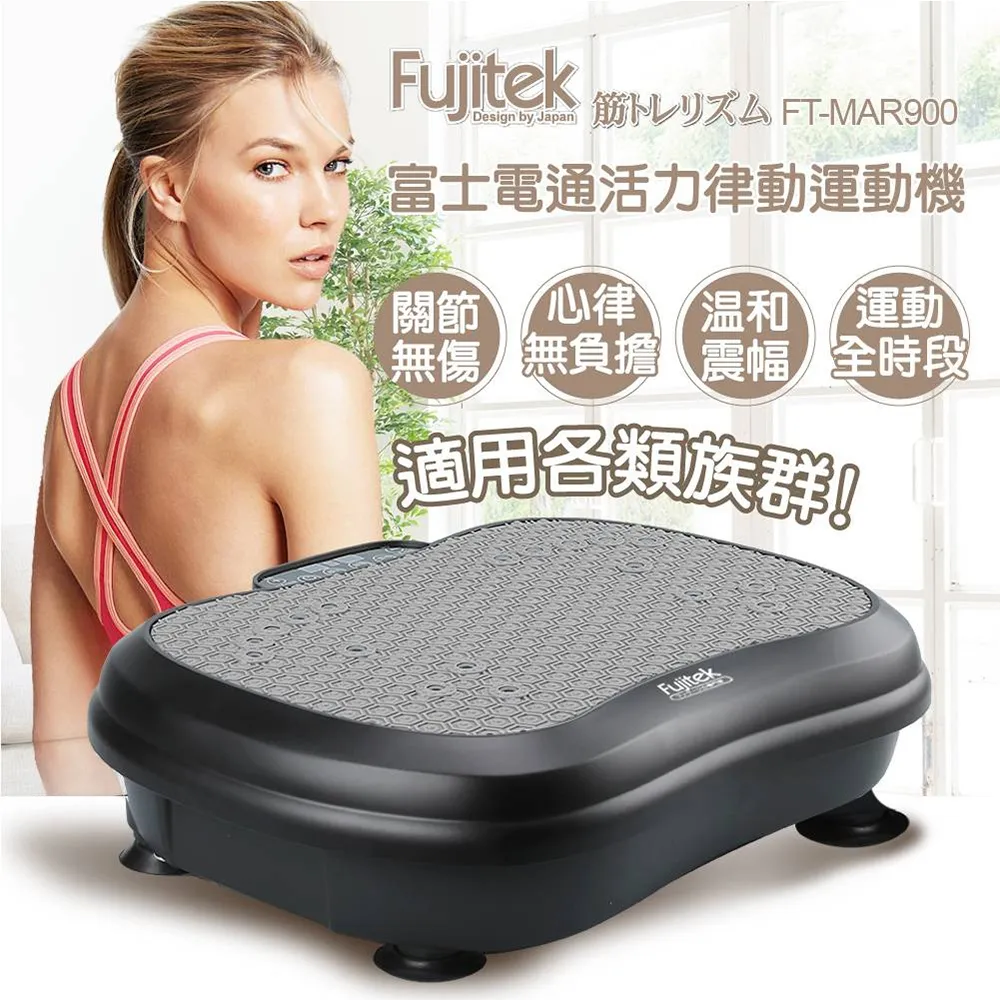 Fujitek
Design by Japan
筋トレリズム FT-MAR900
富士電通活力律動運動機
關節
無傷
心律
無負擔
温和
震幅
運動
全時段
適用各類族群!
Fujitek